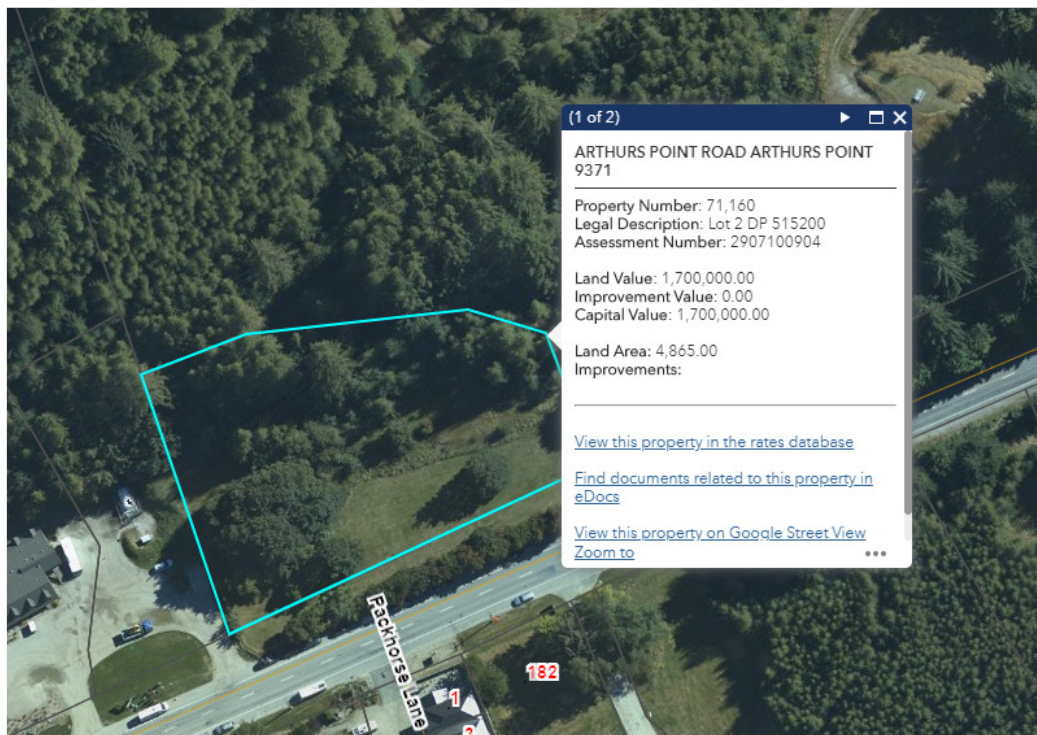 (1 of 2)
ARTHURS POINT ROAD ARTHURS POINT
9371
Property Number: 71,160
Legal Description: Lot 2 DP 515200
Assessment Number: 2907100904
Land Value: 1,700,000.00
Improvement Value: 0.00
Capital Value: 1,700,000.00
Land Area: 4,865.00
Improvements:
View this property in the rates database
Find documents related to this property in
eDocs
View this property on Google Street View
Zoom to
Packhorse Lane
182
1
3